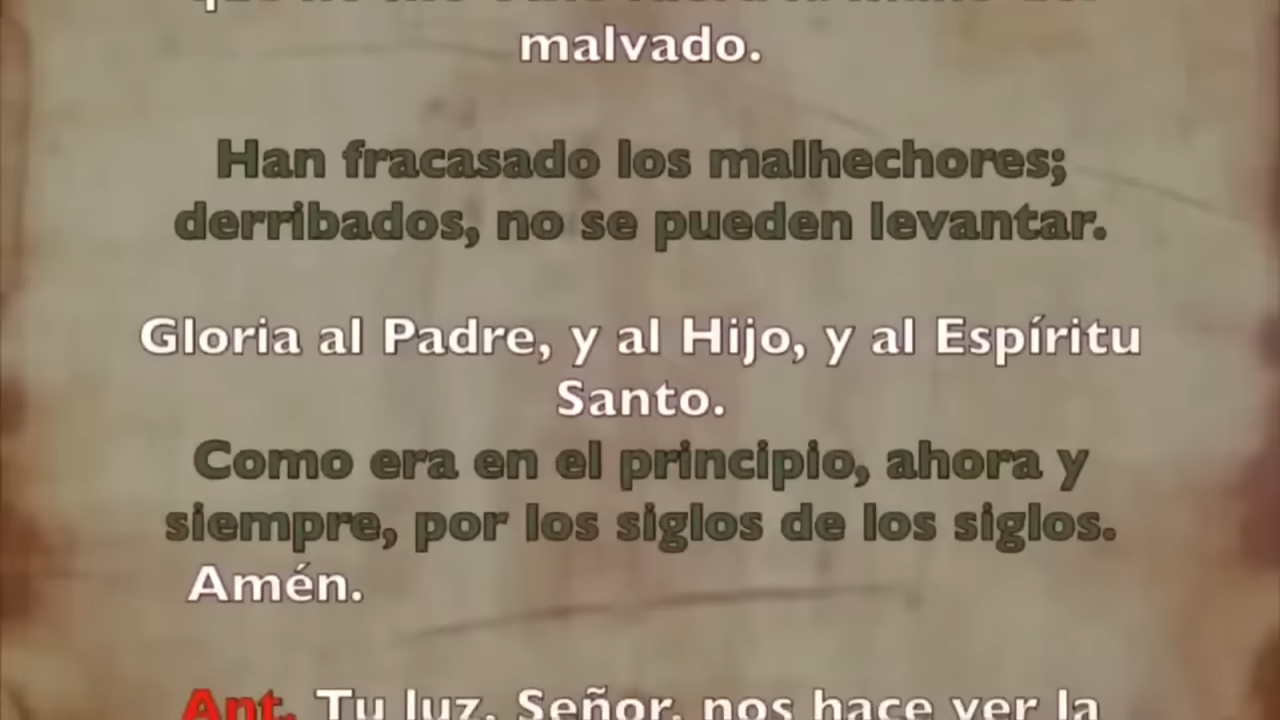 malvado.
Han fracasado los malhechores;
derribados, no se pueden levantar.
Gloria al Padre, y al Hijo, y al Espíritu
Santo.
Como era en el principio, ahora y
siempre, por los siglos de los siglos.
Amén.
Ant. Tu luz, Señor, nos hace ver la